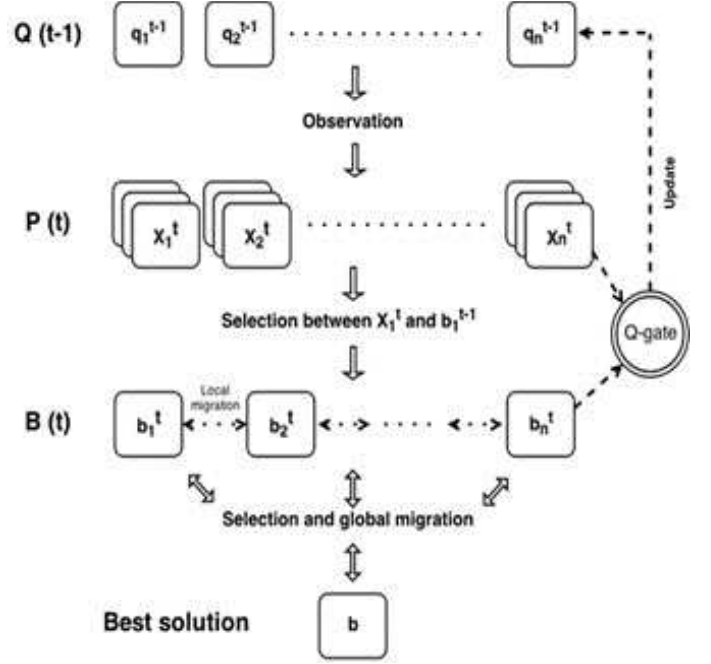 Q (t-1) q₁ᵗ⁻¹ q₂ᵗ⁻¹ qₙᵗ⁻¹
Observation
Update
P (t) X₁ᵗ X₂ᵗ Xₙᵗ
Selection between X₁ᵗ and b₁ᵗ⁻¹
Q-gate
Local
migration
B (t) b₁ᵗ b₂ᵗ bₙᵗ
Selection and global migration
Best solution b